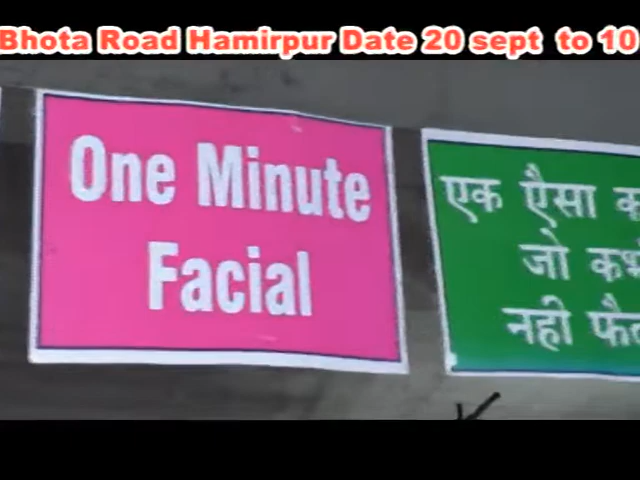 Bhota Road Hamirpur Date 20 sept to 10
One Minute
Facial
एक ऐसा
जो
नही